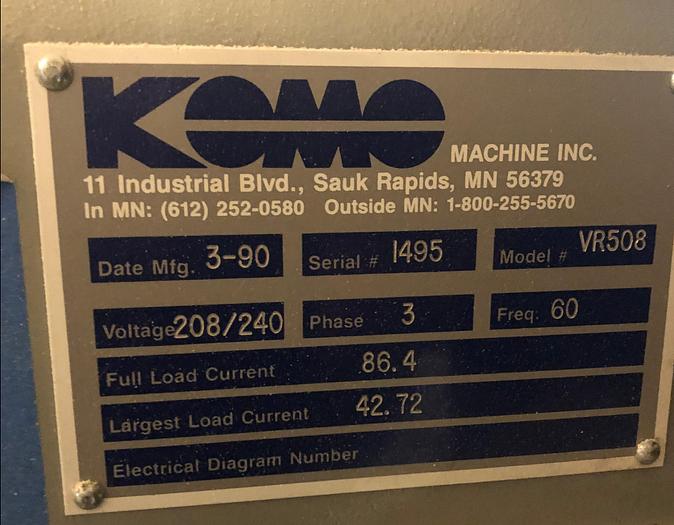 KOMO MACHINE INC.
11 Industrial Blvd., Sauk Rapids, MN 56379
In MN: (612) 252-0580 Outside MN: 1-800-255-5670
Date Mfg. 3-90 Serial # 1495 Model # VR508
Voltage 208/240 Phase 3 Freq. 60
Full Load Current 86.4
Largest Load Current 42.72
Electrical Diagram Number